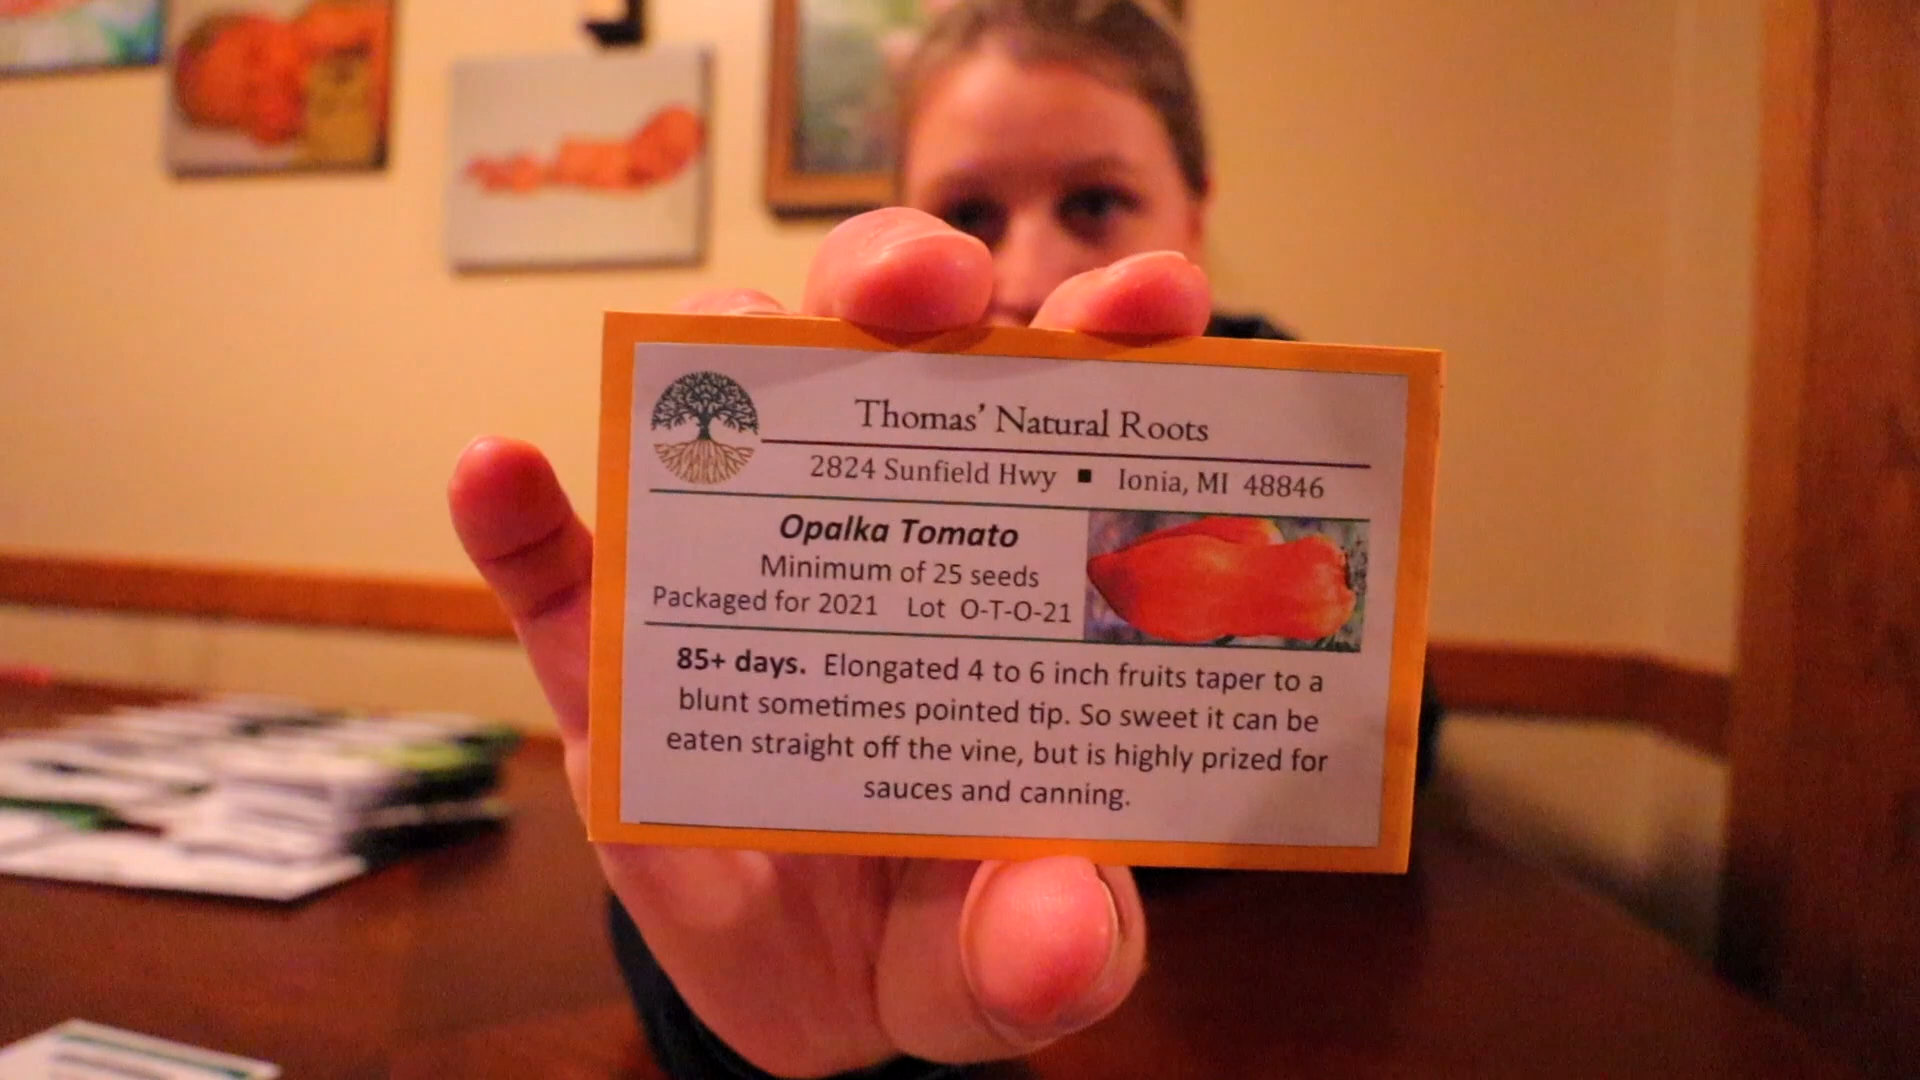 Thomas' Natural Roots
2824 Sunfield Hwy ▪ Ionia, MI 48846
Opalka Tomato
Minimum of 25 seeds
Packaged for 2021 Lot O-T-O-21
85+ days. Elongated 4 to 6 inch fruits taper to a
blunt sometimes pointed tip. So sweet it can be
eaten straight off the vine, but is highly prized for
sauces and canning.